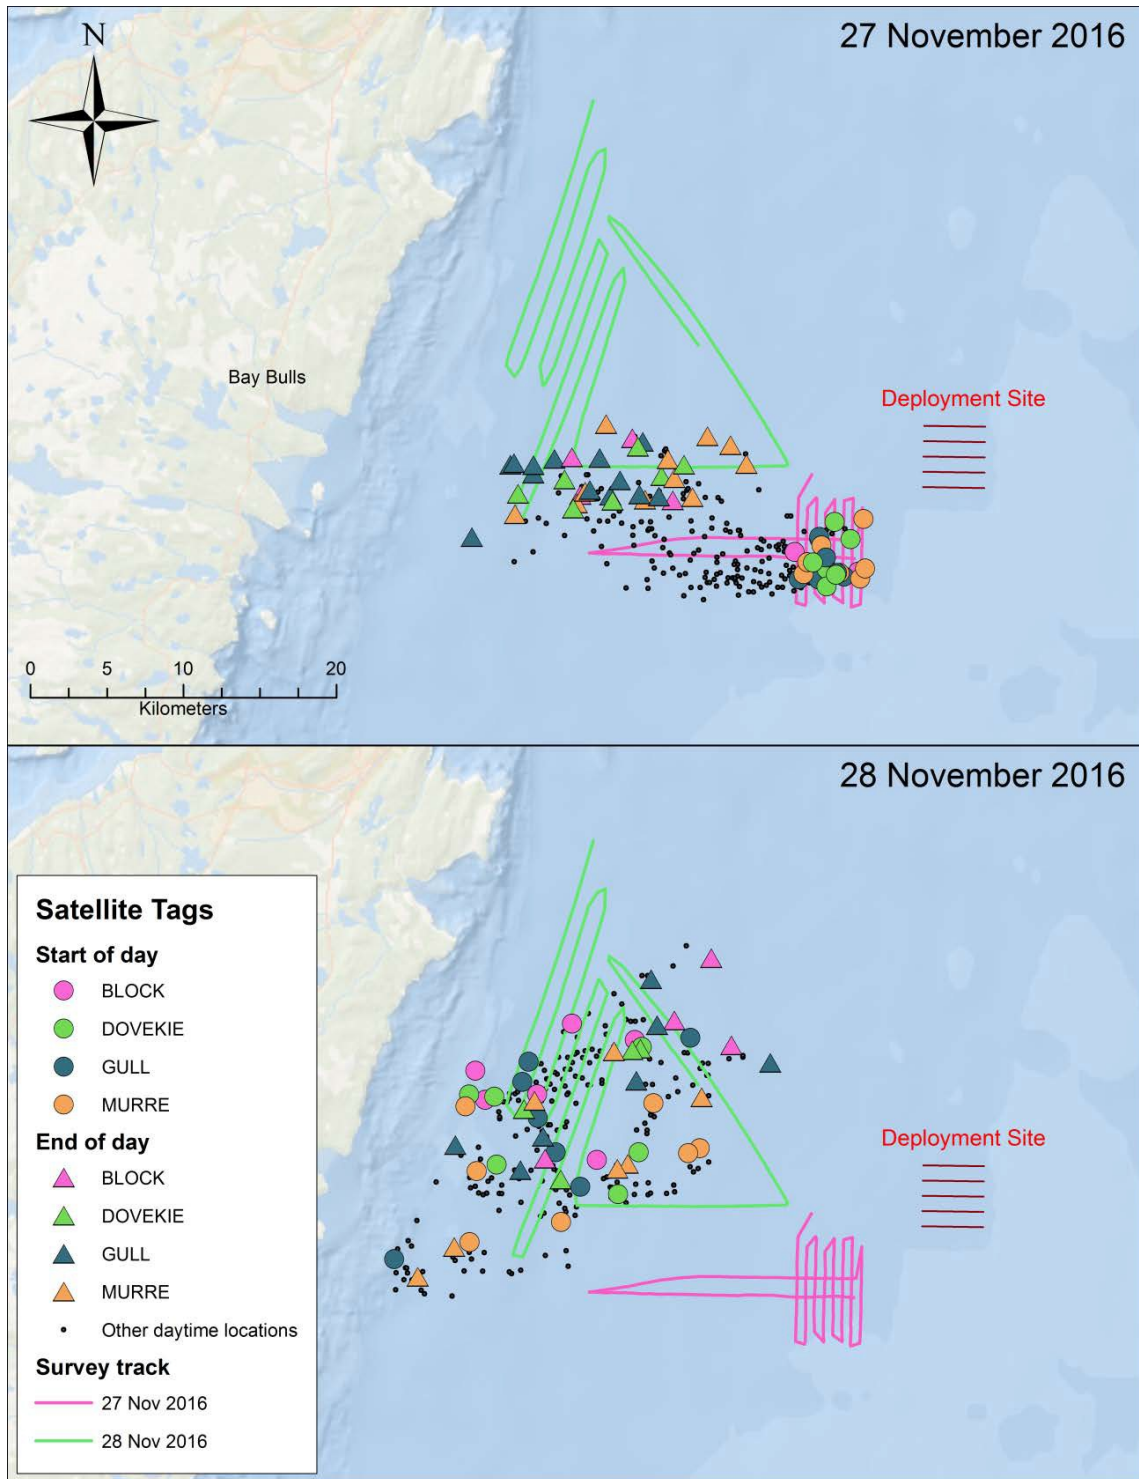 27 November 2016
N
Bay Bulls
Deployment Site
0 5 10 20
Kilometers
28 November 2016
Satellite Tags
Start of day
BLOCK
DOVEKIE
GULL
MURRE
End of day
BLOCK
DOVEKIE
GULL
MURRE
Other daytime locations
Survey track
27 Nov 2016
28 Nov 2016
Deployment Site